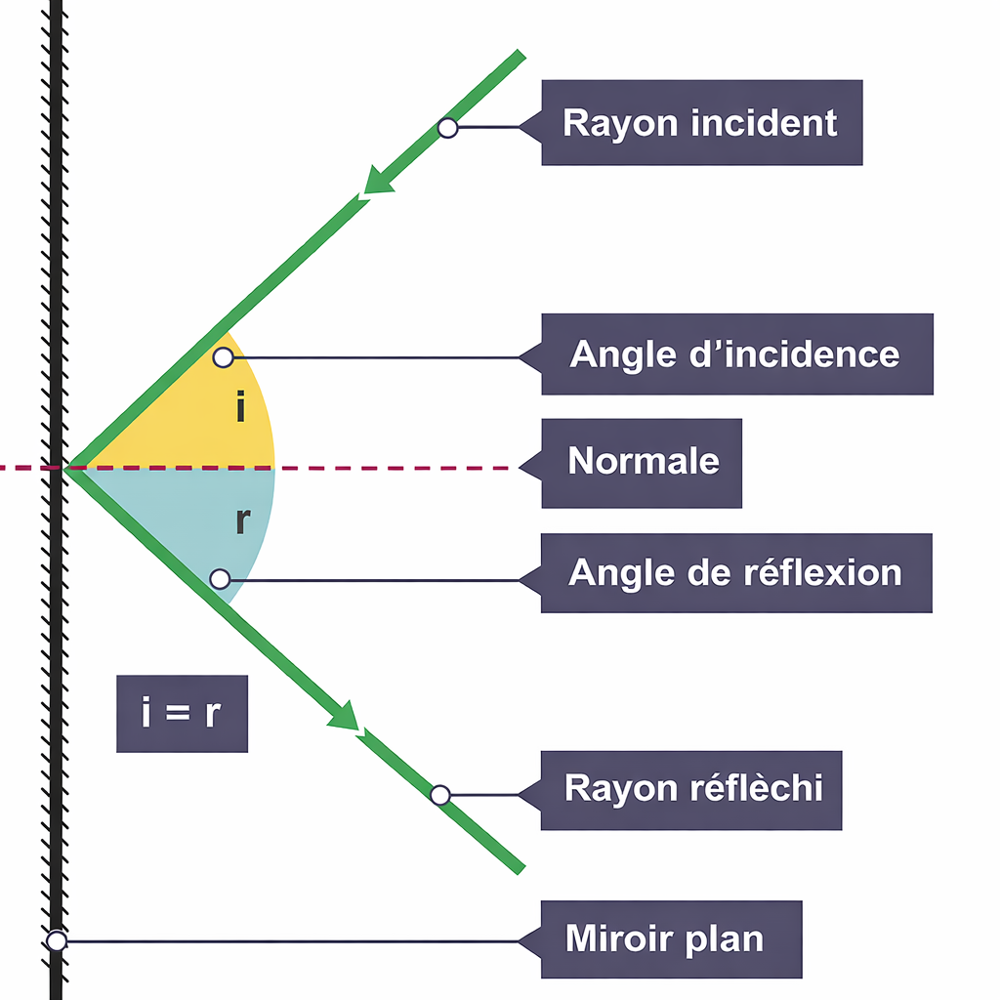 Rayon incident
Angle d’incidence
i
Normale
r
Angle de réflexion
i = r
Rayon réflèchi
Miroir plan